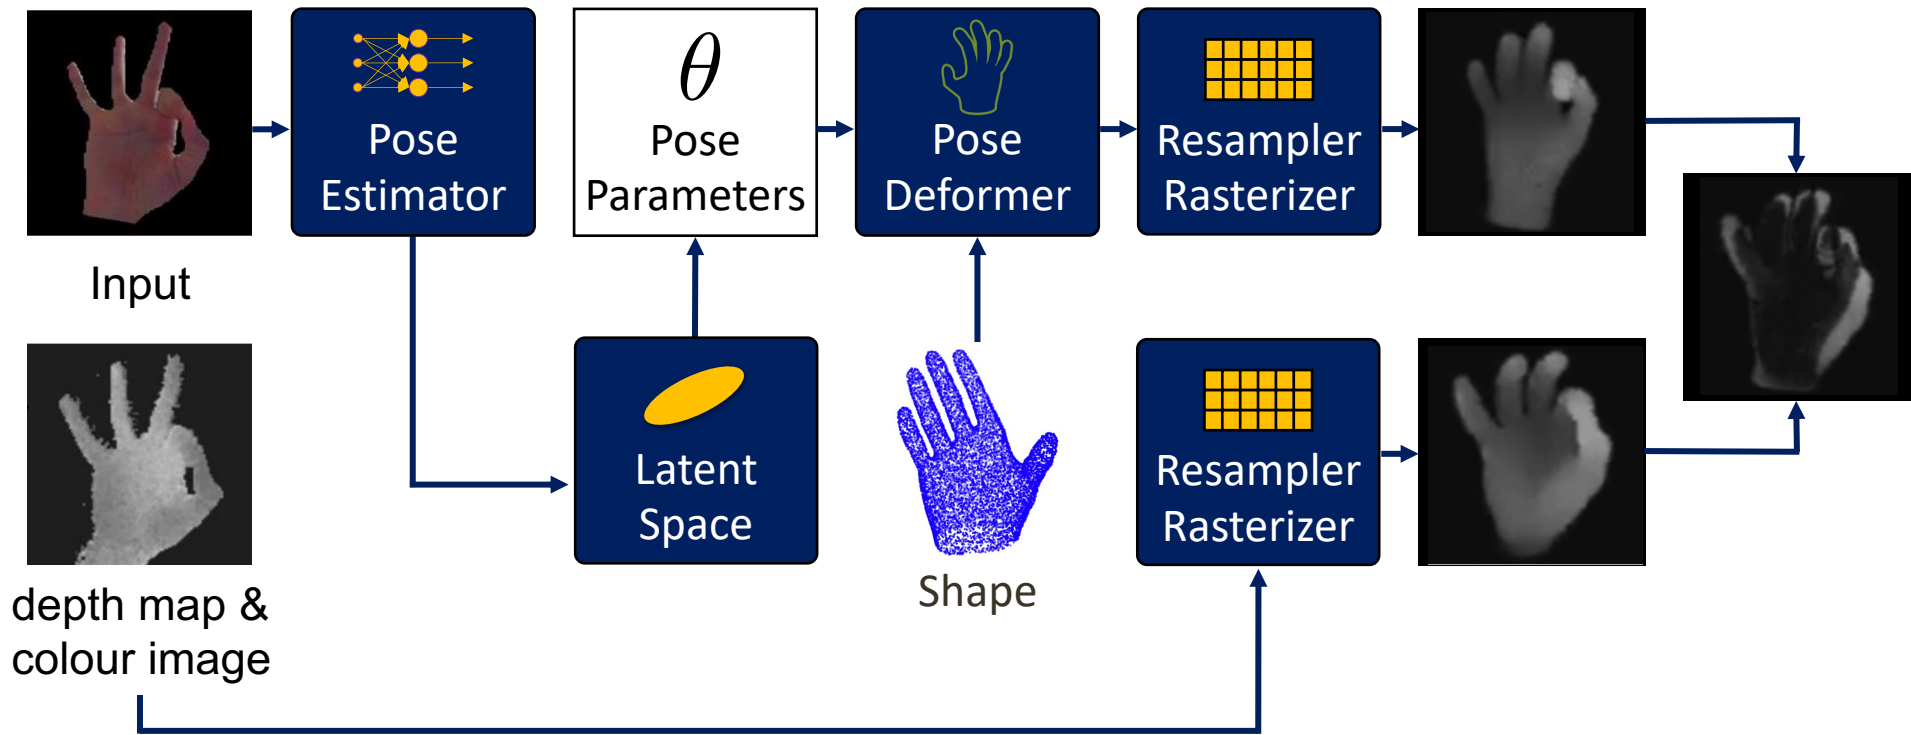 Pose
Estimator
θ
Pose
Parameters
Pose
Deformer
Resampler
Rasterizer
Input
Latent
Space
Shape
Resampler
Rasterizer
depth map &
colour image